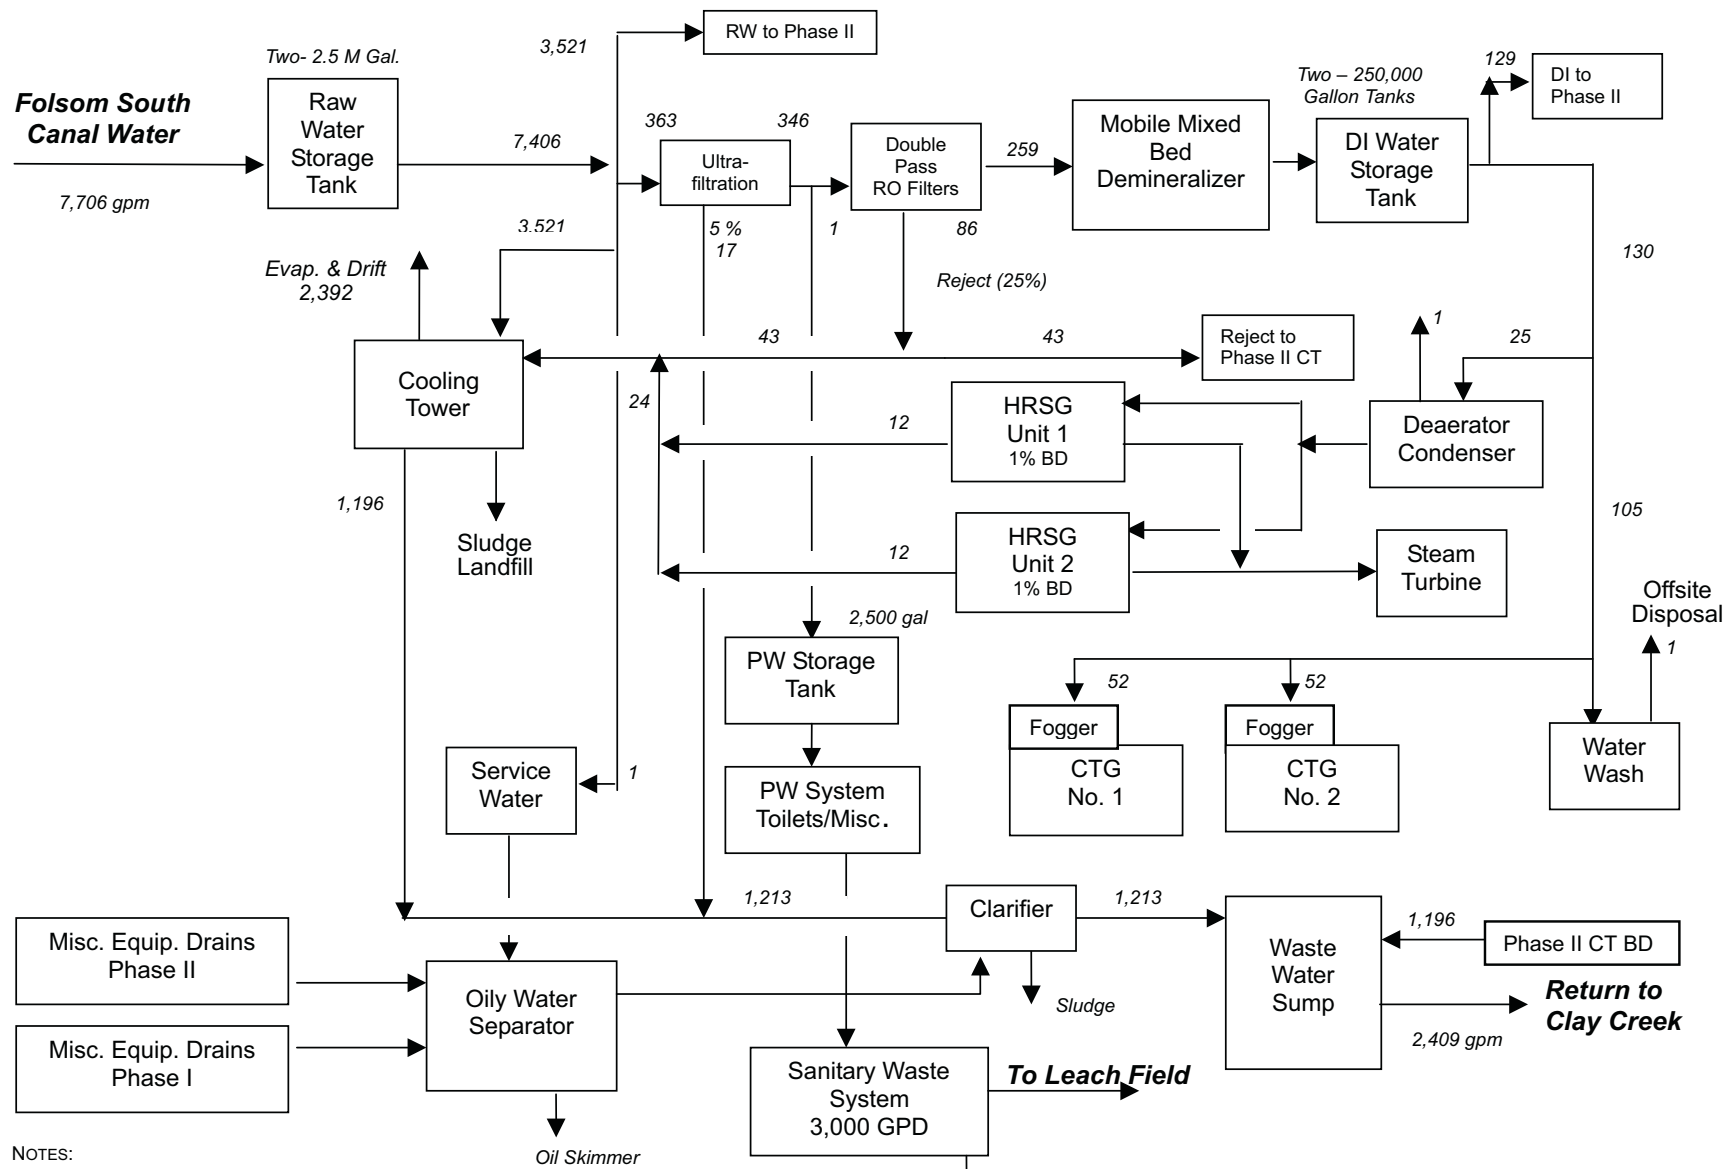 RW to Phase II
3,521
Two- 2.5 M Gal.
129
DI to
Phase II
Two – 250,000
Gallon Tanks
Folsom South
Canal Water
Raw
Water
Storage
Tank
7,406
363
346
Ultra-
filtration
Double
Pass
RO Filters
259
Mobile Mixed
Bed
Demineralizer
DI Water
Storage
Tank
7,706 gpm
3,521
5 %
17
1
86
130
Evap. & Drift
2,392
Reject (25%)
43
43
Reject to
Phase II CT
1
25
Cooling
Tower
24
12
HRSG
Unit 1
1% BD
Deaerator
Condenser
1,196
105
Sludge
Landfill
12
HRSG
Unit 2
1% BD
Steam
Turbine
Offsite
Disposal
2,500 gal
1
PW Storage
Tank
52
52
Fogger
Fogger
CTG
No. 1
CTG
No. 2
Water
Wash
Service
Water
1
PW System
Toilets/Misc.
1,213
Clarifier
1,213
1,196
Phase II CT BD
Misc. Equip. Drains
Phase II
Oily Water
Separator
Waste
Water
Sump
Sludge
Return to
Clay Creek
2,409 gpm
Misc. Equip. Drains
Phase I
Sanitary Waste
System
3,000 GPD
To Leach Field
NOTES:
Oil Skimmer